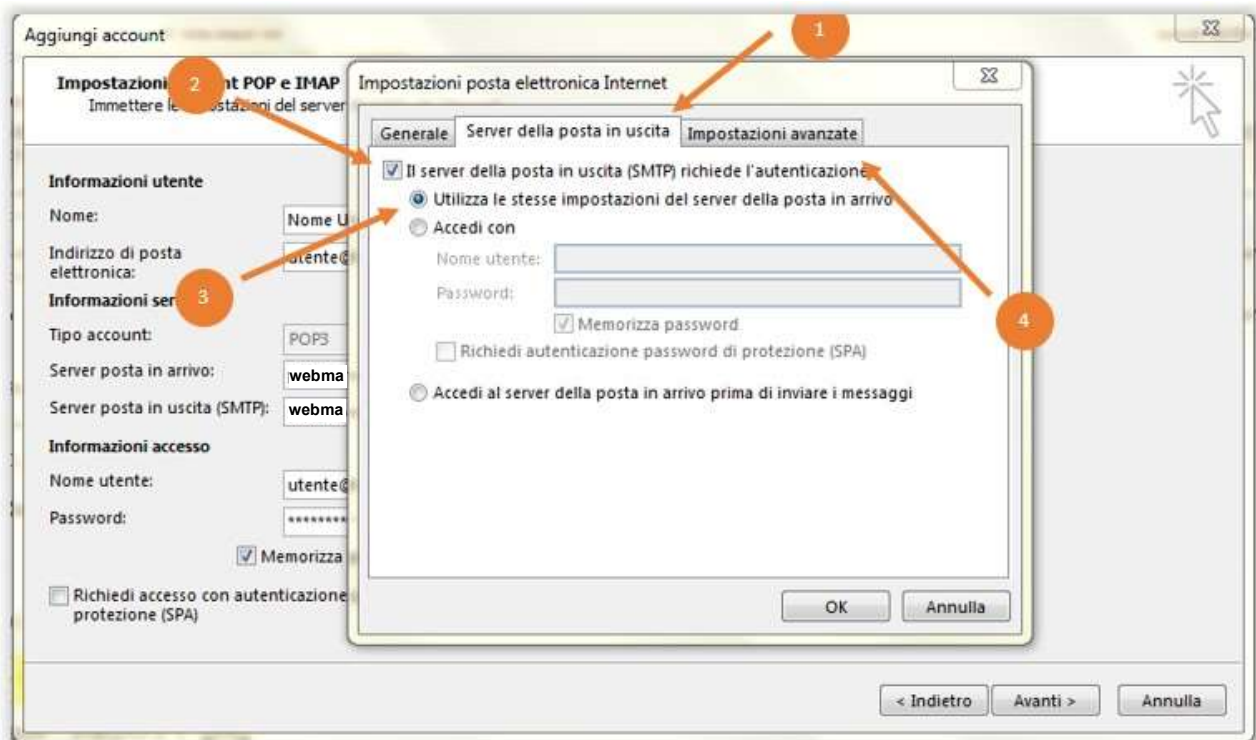 Aggiungi account
1
Impostazioni nt POP e IMAP
2
Immettere le impostazioni del server
Impostazioni posta elettronica Internet
Generale
Server della posta in uscita
Impostazioni avanzate
Il server della posta in uscita (SMTP) richiede l'autenticazione
Utilizza le stesse impostazioni del server della posta in arrivo
Accedi con
Nome utente:
Password:
Memorizza password
Richiedi autenticazione password di protezione (SPA)
Accedi al server della posta in arrivo prima di inviare i messaggi
4
OK
Annulla
Informazioni utente
Nome:
Nome U
Indirizzo di posta
elettronica:
utente@
Informazioni ser
3
Tipo account:
POP3
Server posta in arrivo:
webma
Server posta in uscita (SMTP):
webma
Informazioni accesso
Nome utente:
utente@
Password:
********
Memorizza
Richiedi accesso con autenticazione
protezione (SPA)
< Indietro
Avanti >
Annulla